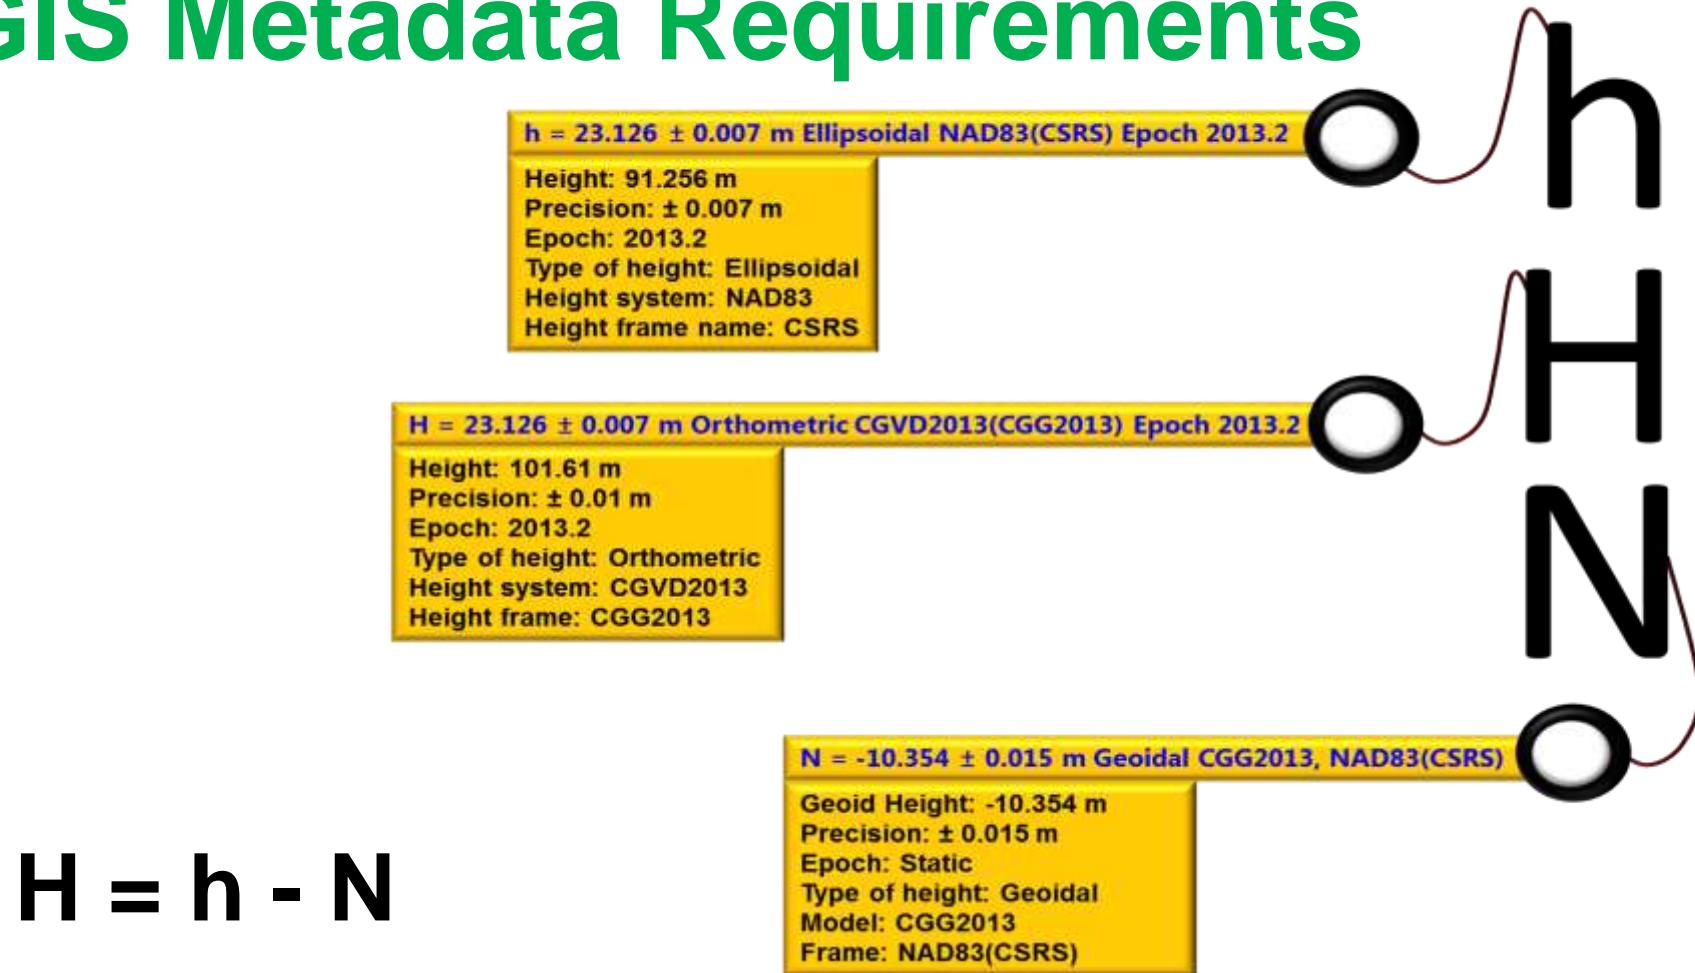 GIS Metadata Requirements
h
h = 23.126 ± 0.007 m Ellipsoidal NAD83(CSRS) Epoch 2013.2
Height: 91.256 m
Precision: ± 0.007 m
Epoch: 2013.2
Type of height: Ellipsoidal
Height system: NAD83
Height frame name: CSRS
H
H = 23.126 ± 0.007 m Orthometric CGVD2013(CGG2013) Epoch 2013.2
Height: 101.61 m
Precision: ± 0.01 m
Epoch: 2013.2
Type of height: Orthometric
Height system: CGVD2013
Height frame: CGG2013
N
N = -10.354 ± 0.015 m Geoidal CGG2013, NAD83(CSRS)
Geoid Height: -10.354 m
Precision: ± 0.015 m
Epoch: Static
Type of height: Geoidal
Model: CGG2013
Frame: NAD83(CSRS)
H = h - N